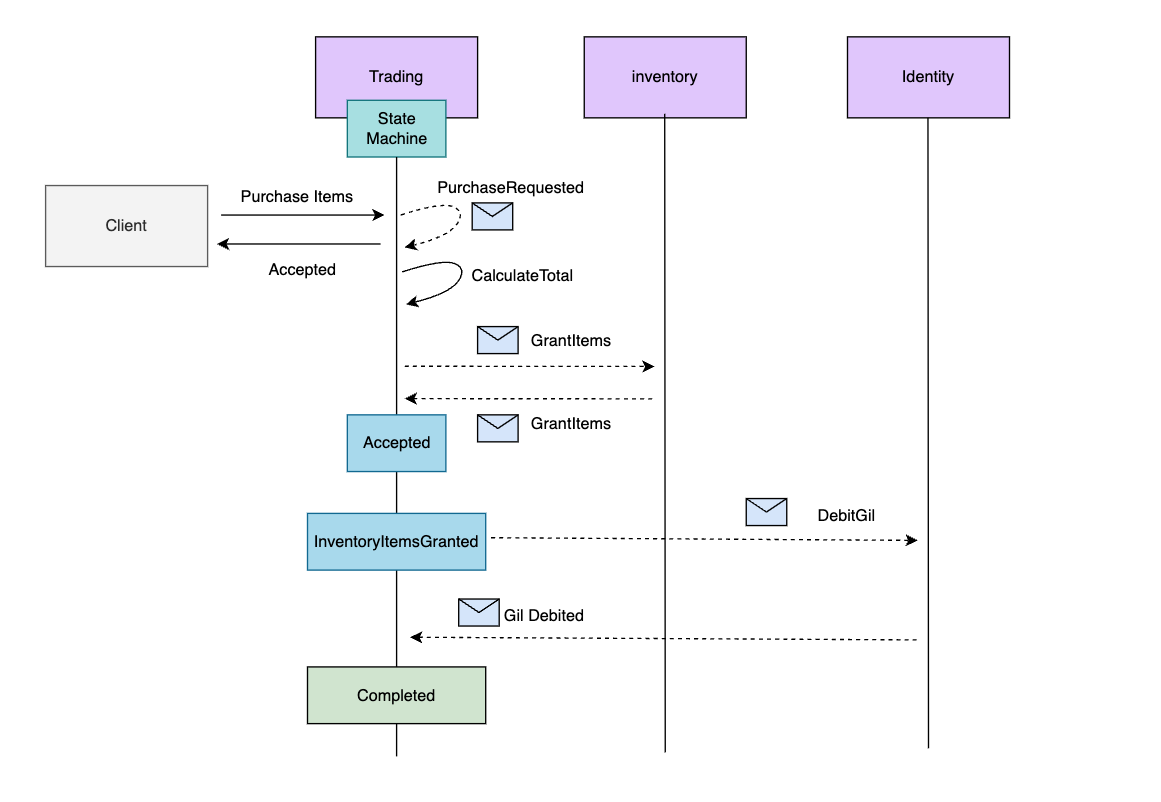 Trading
inventory
Identity
State
Machine
PurchaseRequested
Purchase Items
Client
Accepted
CalculateTotal
GrantItems
GrantItems
Accepted
DebitGil
InventoryItemsGranted
Gil Debited
Completed